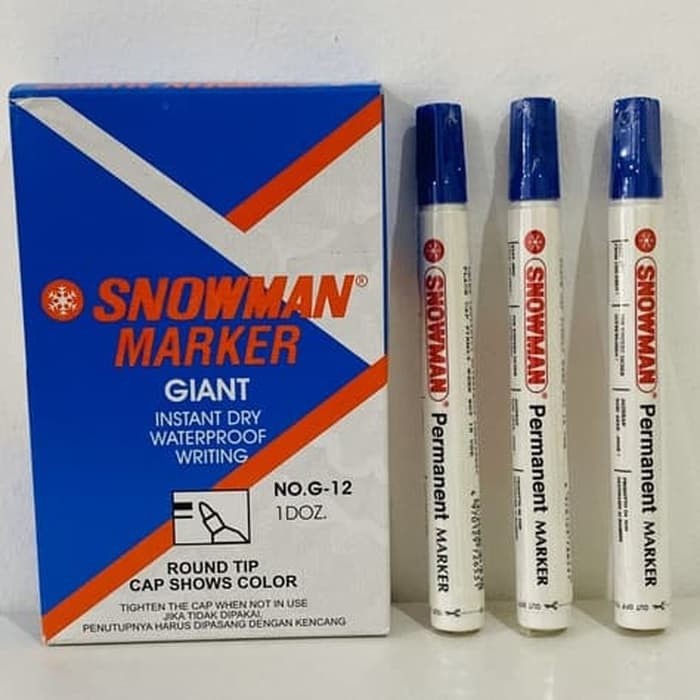 SNOWMAN®
MARKER
GIANT
INSTANT DRY
WATERPROOF
WRITING
NO.G-12
1DOZ.
ROUND TIP
CAP SHOWS COLOR
TIGHTEN THE CAP WHEN NOT IN USE
JIKA TIDAK DIPAKAI,
PENUTUPNYA HARUS DIPASANG DENGAN KENCANG
SNOWMAN® Permanent MARKER
SNOWMAN® Permanent MARKER
SNOWMAN® Permanent MARKER